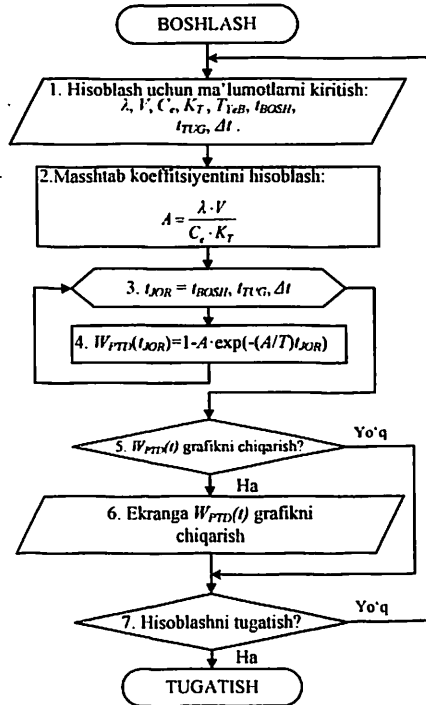 BOSHLASH
1. Hisoblash uchun ma'lumotlarni kiritish:
λ, V, Cₑ, K_T, T_YeB, t_BOSH,
t_TUG, Δt .
2.Masshtab koeffitsiyentini hisoblash:
A = λ · V / Cₑ · K_T
3. t_JOR = t_BOSH, t_TUG, Δt
4. W_PTD(t_JOR)=1-A·exp(-(A/T)t_JOR)
5. W_PTD(t) grafikni chiqarish?
Yo‘q
Ha
6. Ekranga W_PTD(t) grafikni
chiqarish
7. Hisoblashni tugatish?
Yo‘q
Ha
TUGATISH